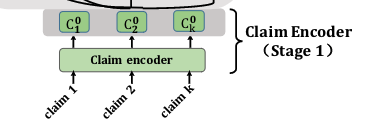 C₁⁰ C₂⁰ Cₖ⁰
Claim Encoder
（Stage 1）
Claim encoder
claim 1 claim 2 claim k